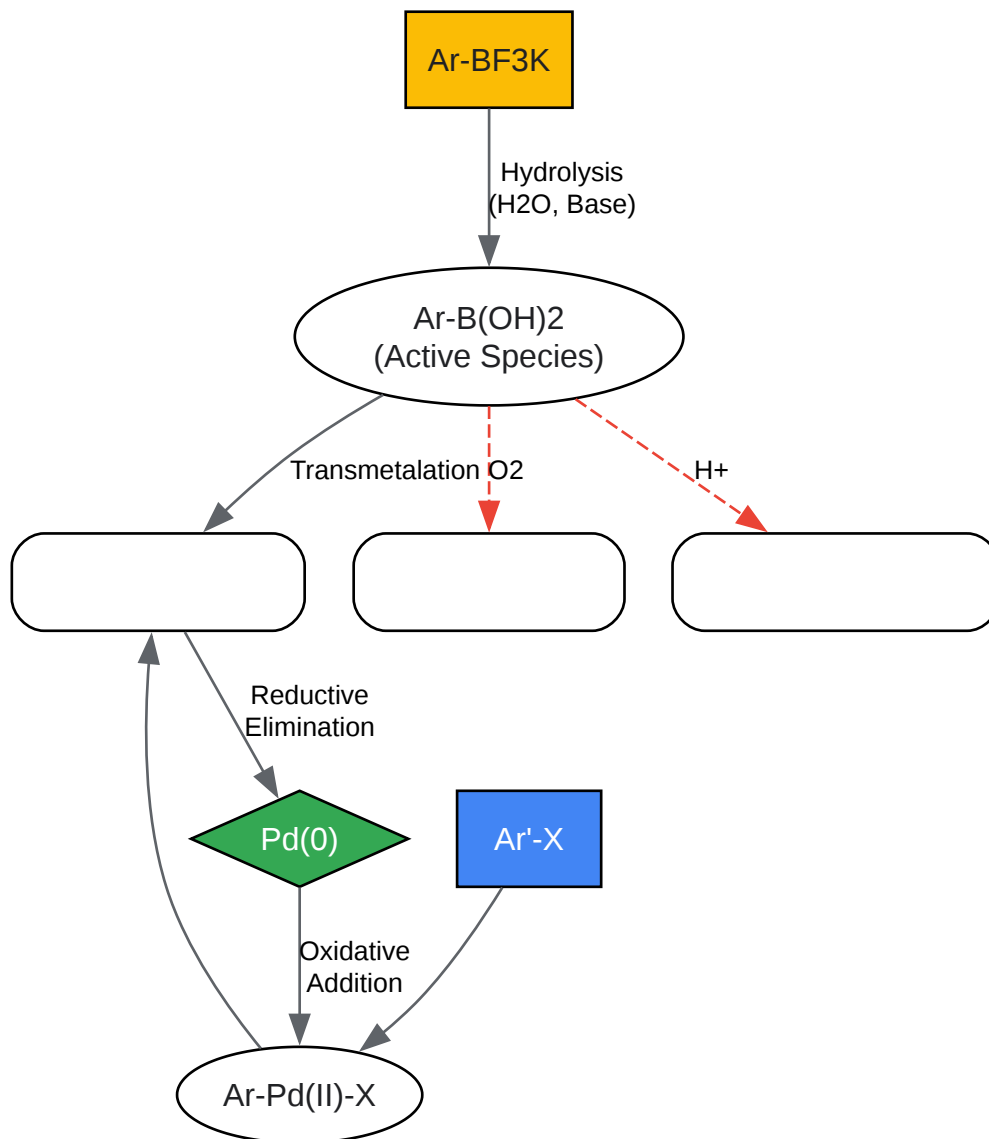 Ar-BF3K
Hydrolysis
(H2O, Base)
Ar-B(OH)2
(Active Species)
Transmetalation
O2
H+
Reductive
Elimination
Pd(0)
Ar'-X
Oxidative
Addition
Ar-Pd(II)-X